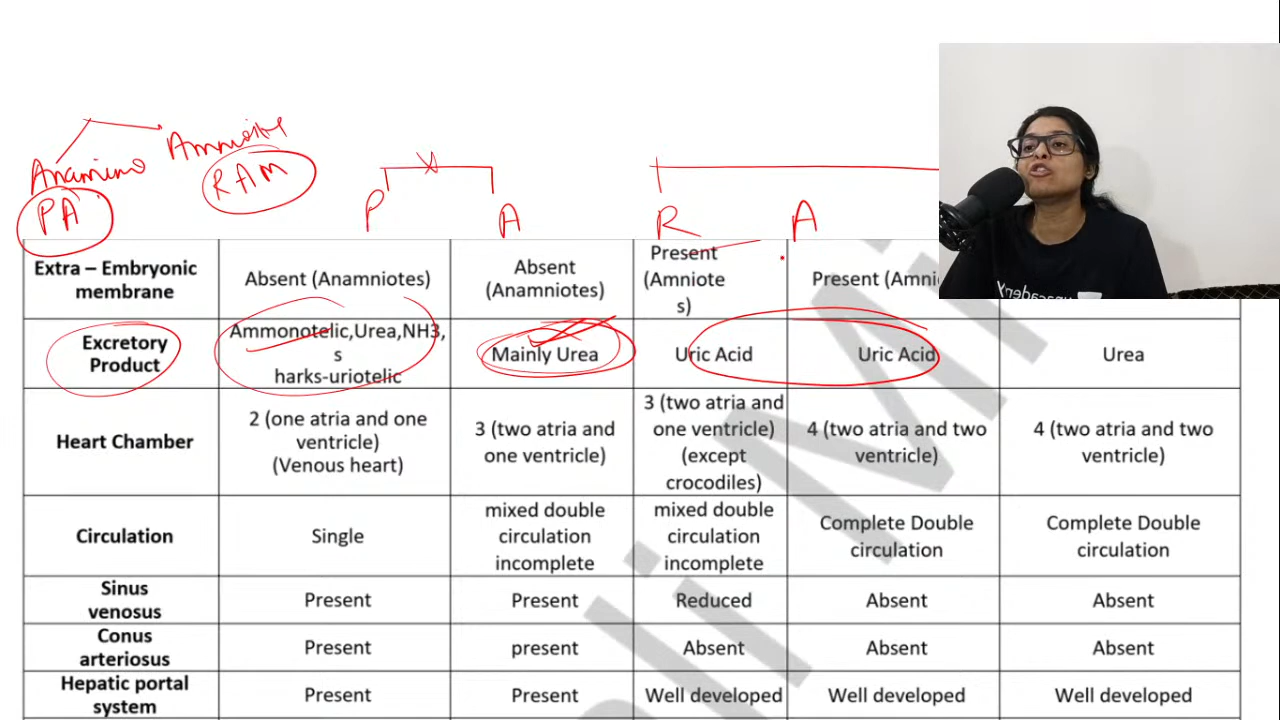 Anamino
Amniote
PA
RAM
P
A
R
A
Extra – Embryonic
membrane
Absent (Anamniotes)
Absent
(Anamniotes)
Present
(Amniote
s)
Present (Amni
Excretory
Product
Ammonotelic,Urea,NH3,
s
harks-uriotelic
Mainly Urea
Uric Acid
Uric Acid
Urea
Heart Chamber
2 (one atria and one
ventricle)
(Venous heart)
3 (two atria and
one ventricle)
3 (two atria and
one ventricle)
(except
crocodiles)
4 (two atria and two
ventricle)
4 (two atria and two
ventricle)
Circulation
Single
mixed double
circulation
incomplete
mixed double
circulation
incomplete
Complete Double
circulation
Complete Double
circulation
Sinus
venosus
Present
Present
Reduced
Absent
Absent
Conus
arteriosus
Present
present
Absent
Absent
Absent
Hepatic portal
system
Present
Present
Well developed
Well developed
Well developed